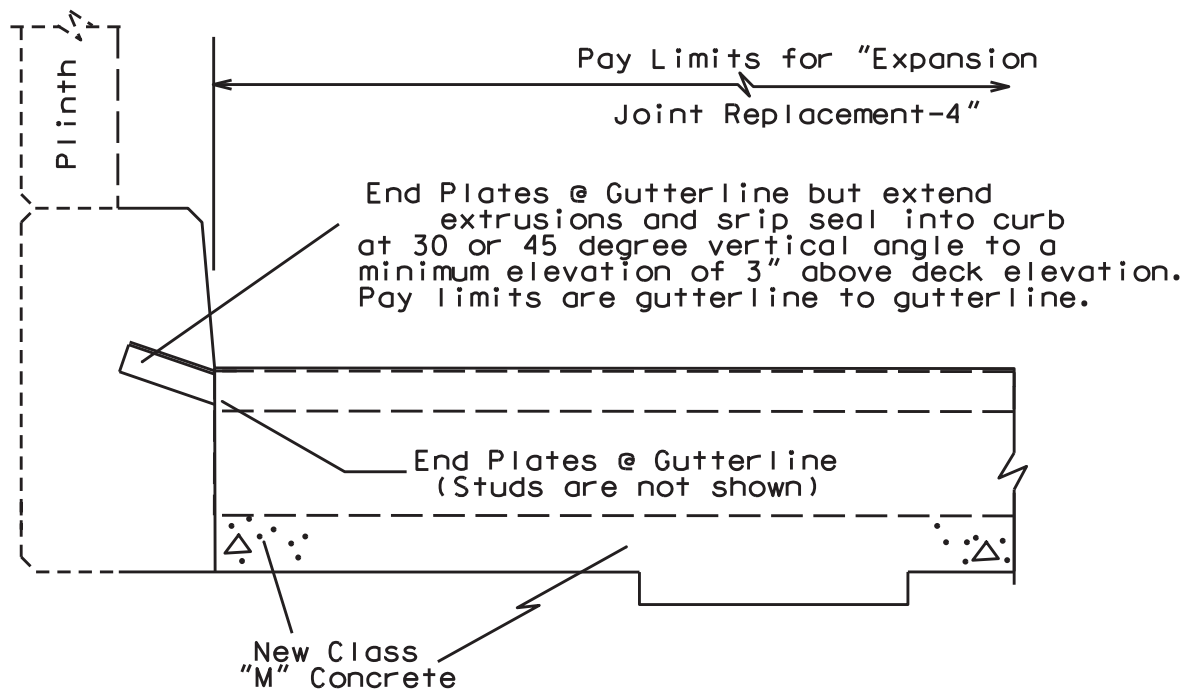 Pay Limits for "Expansion
Joint Replacement-4"
Plinth
End Plates @ Gutterline but extend
extrusions and srip seal into curb
at 30 or 45 degree vertical angle to a
minimum elevation of 3" above deck elevation.
Pay limits are gutterline to gutterline.
End Plates @ Gutterline
(Studs are not shown)
New Class
"M" Concrete